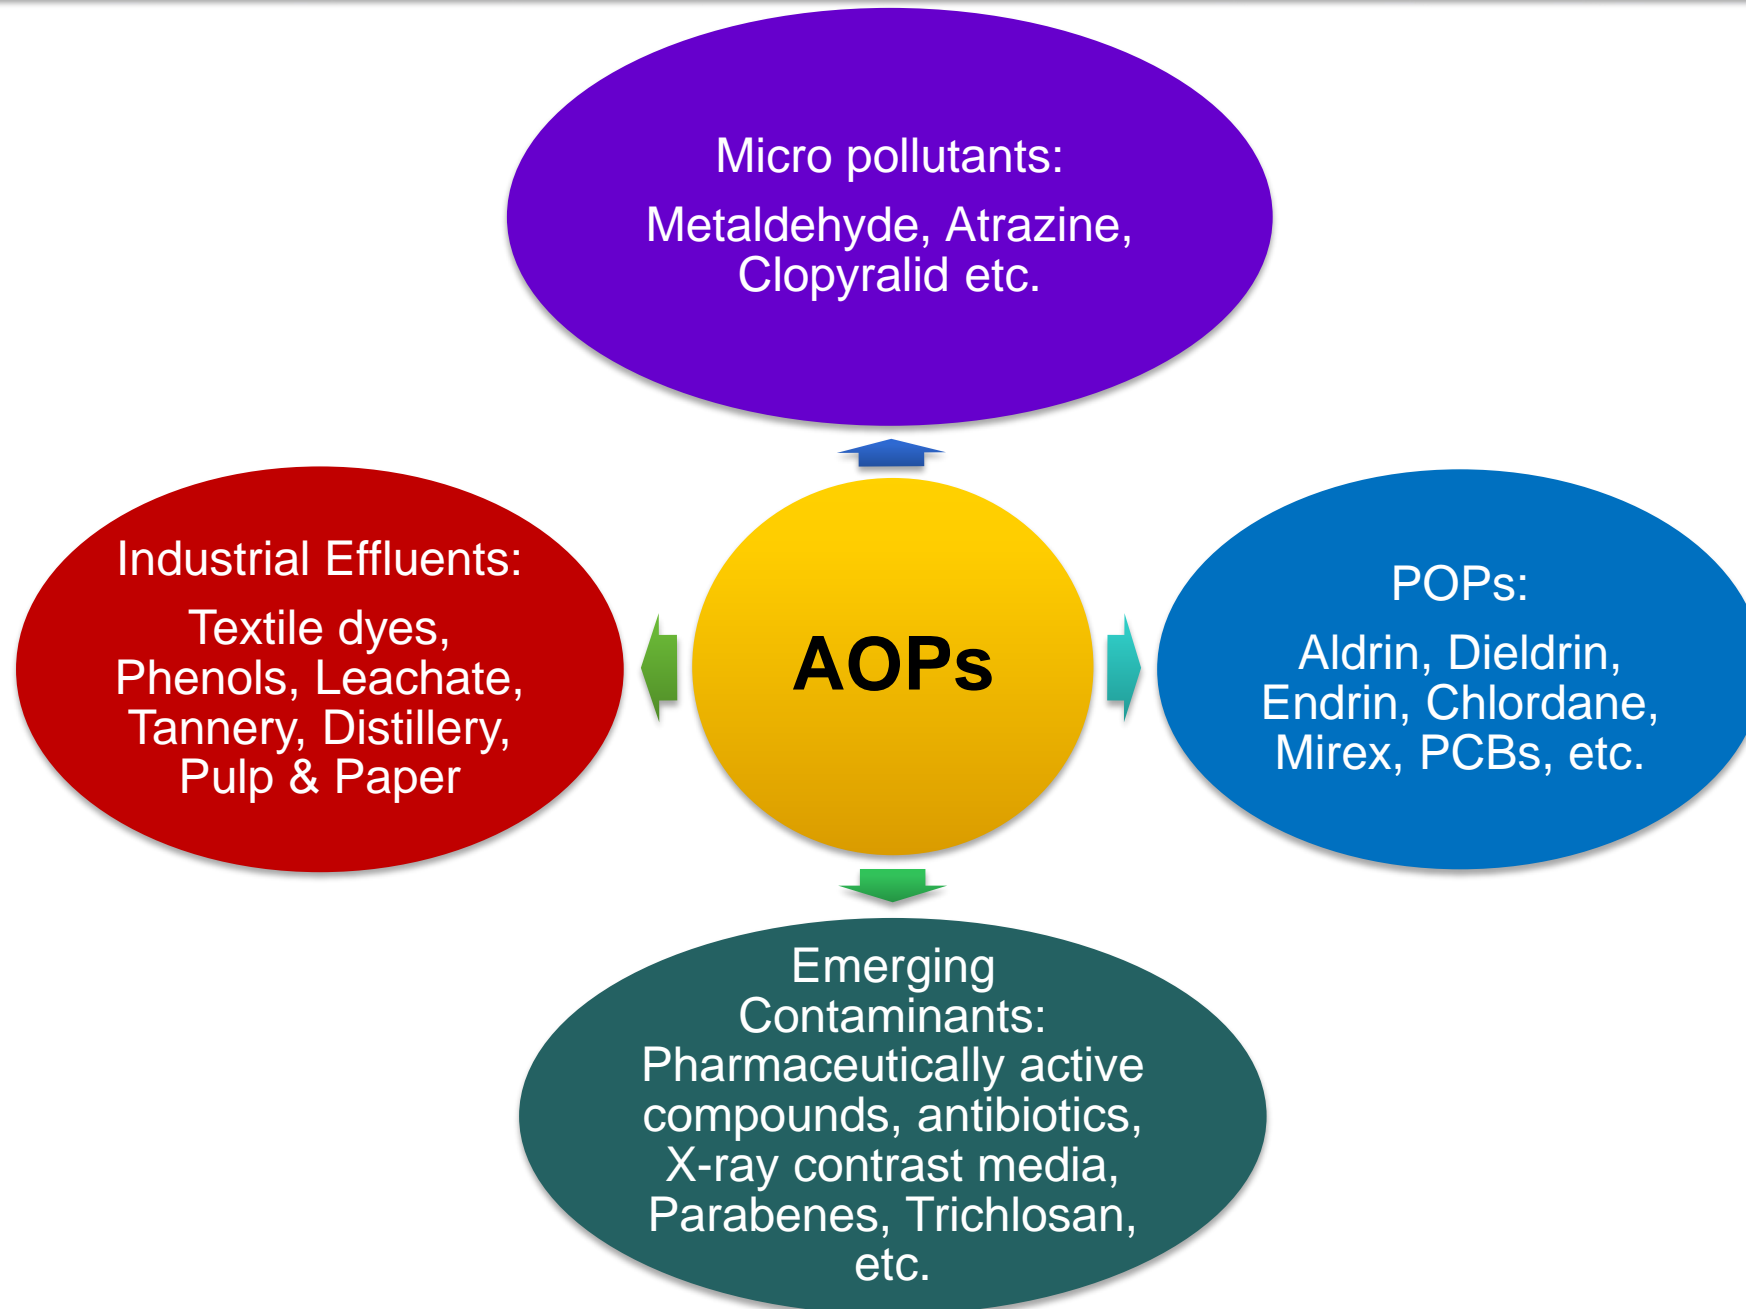 Micro pollutants:
Metaldehyde, Atrazine,
Clopyralid etc.
Industrial Effluents:
Textile dyes,
Phenols, Leachate,
Tannery, Distillery,
Pulp & Paper
AOPs
POPs:
Aldrin, Dieldrin,
Endrin, Chlordane,
Mirex, PCBs, etc.
Emerging
Contaminants:
Pharmaceutically active
compounds, antibiotics,
X-ray contrast media,
Parabenes, Trichlosan,
etc.